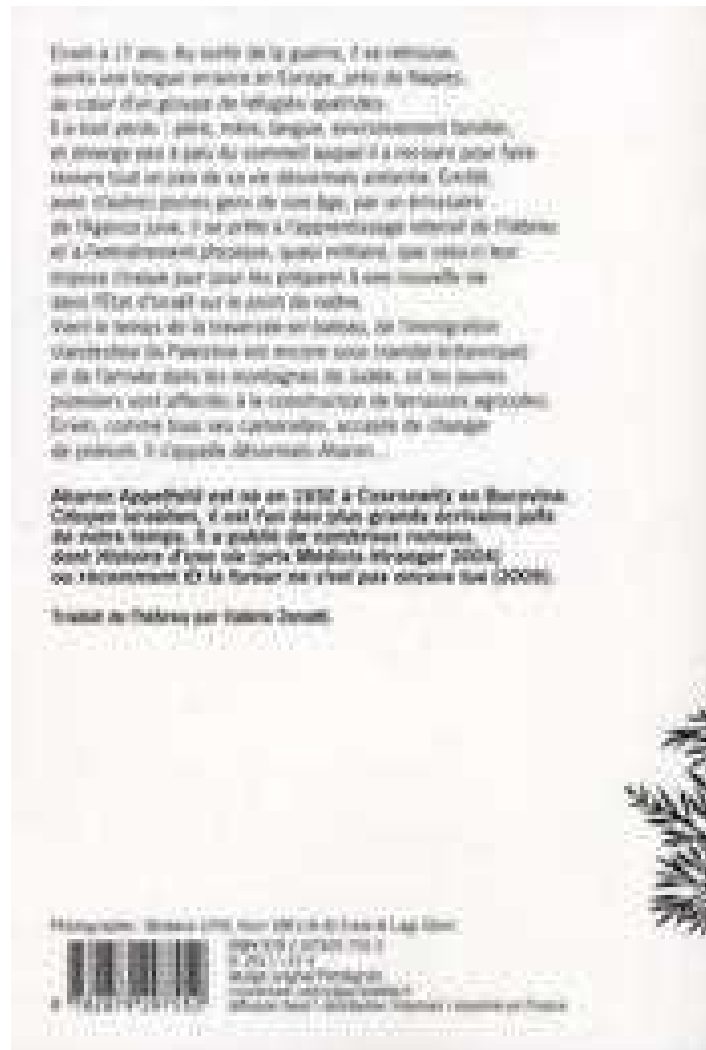 Erwin a 17 ans. Au sortir de la guerre, il se retrouve,
après une longue errance en Europe, près de Naples,
au cœur d'un groupe de réfugiés apatrides.
Il a tout perdu : père, mère, langue, environnement familier,
et émerge peu à peu du sommeil auquel il a recours pour faire
revivre tout un pan de sa vie désormais anéantie. Enrôlé,
avec d'autres jeunes gens de son âge, par un émissaire
de l'Agence juive, il se prête à l'apprentissage intensif de l'hébreu
et à l'entraînement physique, quasi militaire, que celui-ci leur
impose chaque jour pour les préparer à une nouvelle vie
dans l'État d'Israël sur le point de naître.
Vient le temps de la traversée en bateau, de l'immigration
clandestine (la Palestine est encore sous mandat britannique)
et de l'arrivée dans les montagnes de Judée, où les jeunes
pionniers sont affectés à la construction de terrasses agricoles.
Erwin, comme tous ses camarades, accepte de changer
de prénom. Il s'appelle désormais Aharon...
Aharon Appelfeld est né en 1932 à Czernowitz en Bucovine.
Citoyen israélien, il est l'un des plus grands écrivains juifs
de notre temps. Il a publié de nombreux romans,
dont Histoire d'une vie (prix Médicis étranger 2004)
ou récemment Et la fureur ne s'est pas encore tue (2009).
Traduit de l'hébreu par Valérie Zenatti